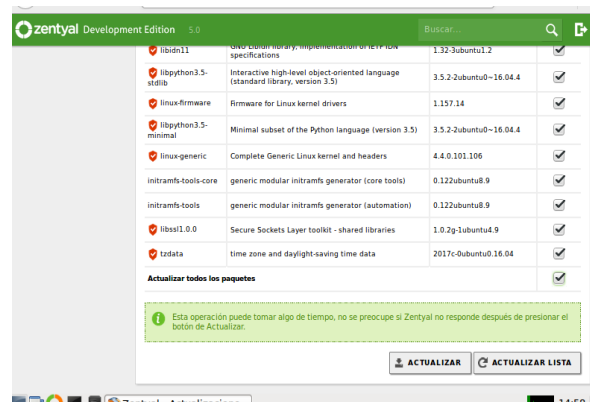 zentyal Development Edition 5.0
Buscar...
libidn11 GNU Libidn library, implementation of IETF IDN specifications 1.32-3ubuntu1.2
libpython3.5-stdlib Interactive high-level object-oriented language (standard library, version 3.5) 3.5.2-2ubuntu0~16.04.4
linux-firmware Firmware for Linux kernel drivers 1.157.14
libpython3.5-minimal Minimal subset of the Python language (version 3.5) 3.5.2-2ubuntu0~16.04.4
linux-generic Complete Generic Linux kernel and headers 4.4.0.101.106
initramfs-tools-core generic modular initramfs generator (core tools) 0.122ubuntu8.9
initramfs-tools generic modular initramfs generator (automation) 0.122ubuntu8.9
libssl1.0.0 Secure Sockets Layer toolkit - shared libraries 1.0.2g-1ubuntu4.9
tzdata time zone and daylight-saving time data 2017c-0ubuntu0.16.04
Actualizar todos los paquetes
Esta operación puede tomar algo de tiempo, no se preocupe si Zentyal no responde después de presionar el
botón de Actualizar.
ACTUALIZAR
ACTUALIZAR LISTA
Zentyal - Actualizacione